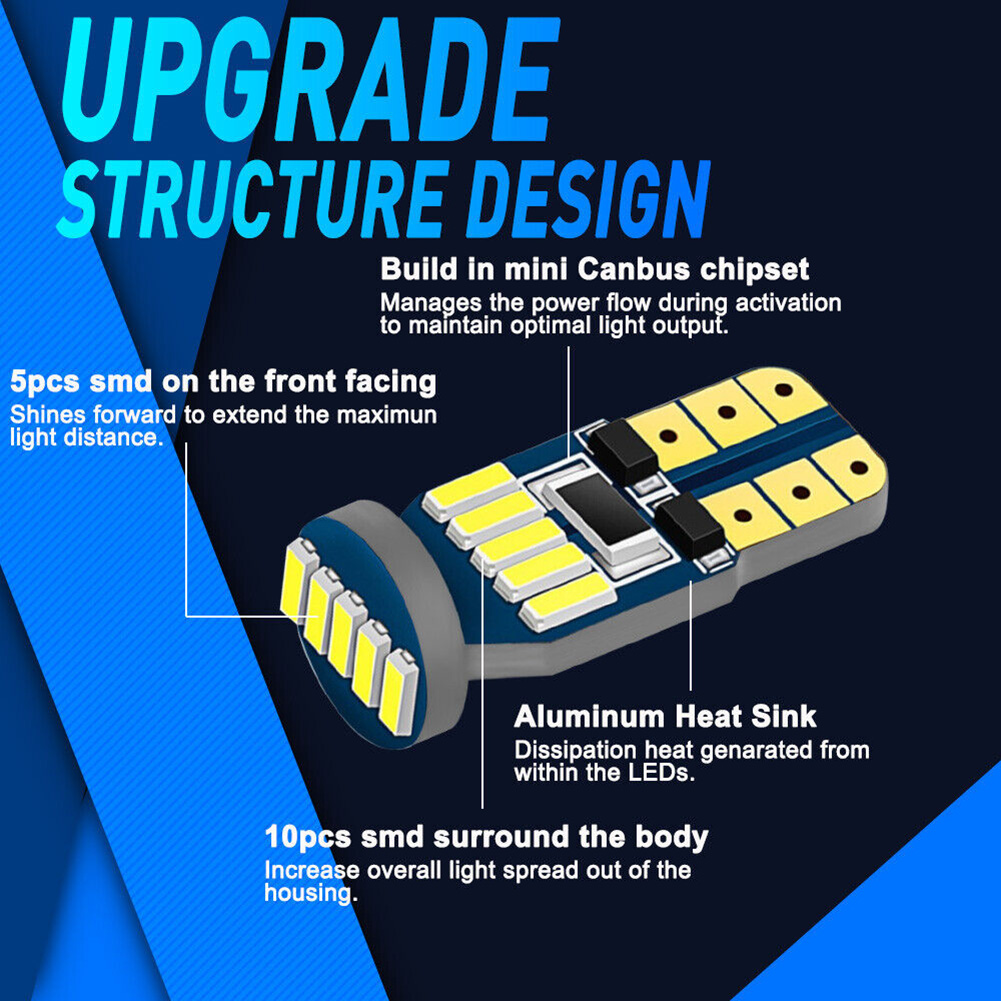 UPGRADE
STRUCTURE DESIGN
Build in mini Canbus chipset
Manages the power flow during activation
to maintain optimal light output.
5pcs smd on the front facing
Shines forward to extend the maximun
light distance.
Aluminum Heat Sink
Dissipation heat genarated from
within the LEDs.
10pcs smd surround the body
Increase overall light spread out of the
housing.